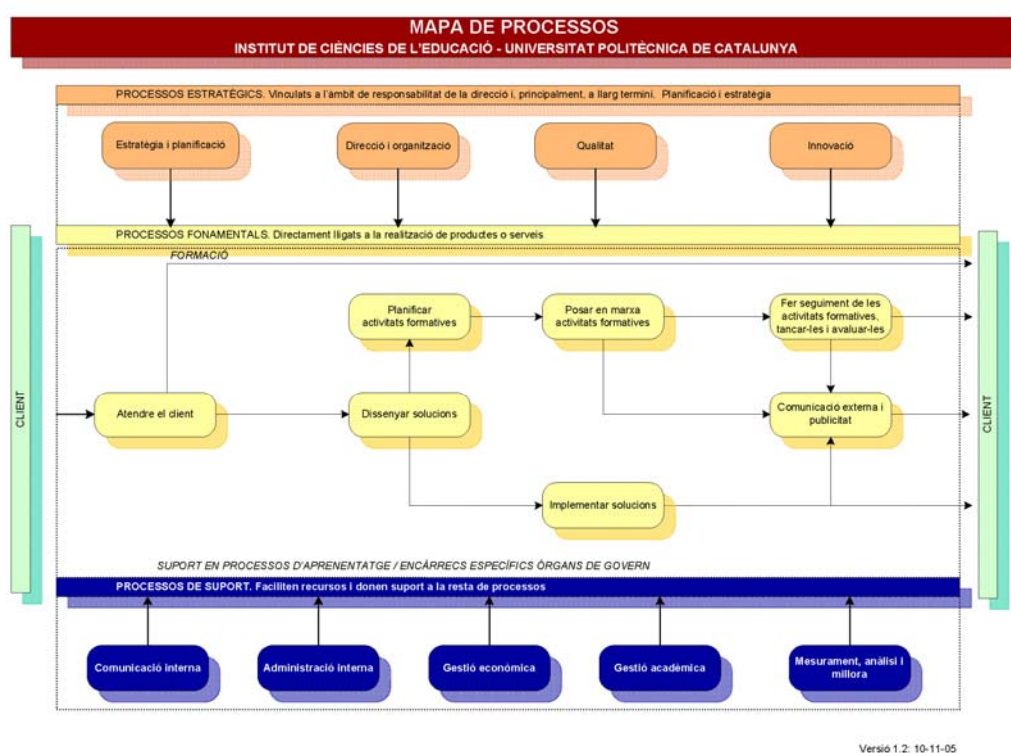 MAPA DE PROCESSOS
INSTITUT DE CIÈNCIES DE L'EDUCACIÓ - UNIVERSITAT POLITÈCNICA DE CATALUNYA
PROCESSOS ESTRATÈGICS. Vinculats a l'àmbit de responsabilitat de la direcció i, principalment, a llarg termini. Planificació i estratègia
Estratègia i planificació
Direcció i organització
Qualitat
Innovació
PROCESSOS FONAMENTALS. Directament lligats a la realització de productes o serveis
FORMACIÓ
CLIENT
Planificar
activitats formatives
Posar en marxa
activitats formatives
Fer seguiment de les
activitats formatives,
tancar-les i avaluar-les
Atendre el client
Dissenyar solucions
Comunicació externa i
publicitat
Implementar solucions
CLIENT
SUPORT EN PROCESSOS D'APRENENTATGE / ENCÀRRECS ESPECÍFICS ÒRGANS DE GOVERN
PROCESSOS DE SUPORT. Faciliten recursos i donen suport a la resta de processos
Comunicació interna
Administració interna
Gestió econòmica
Gestió acadèmica
Mesurament, anàlisi i
millora
Versió 1.2: 10-11-05